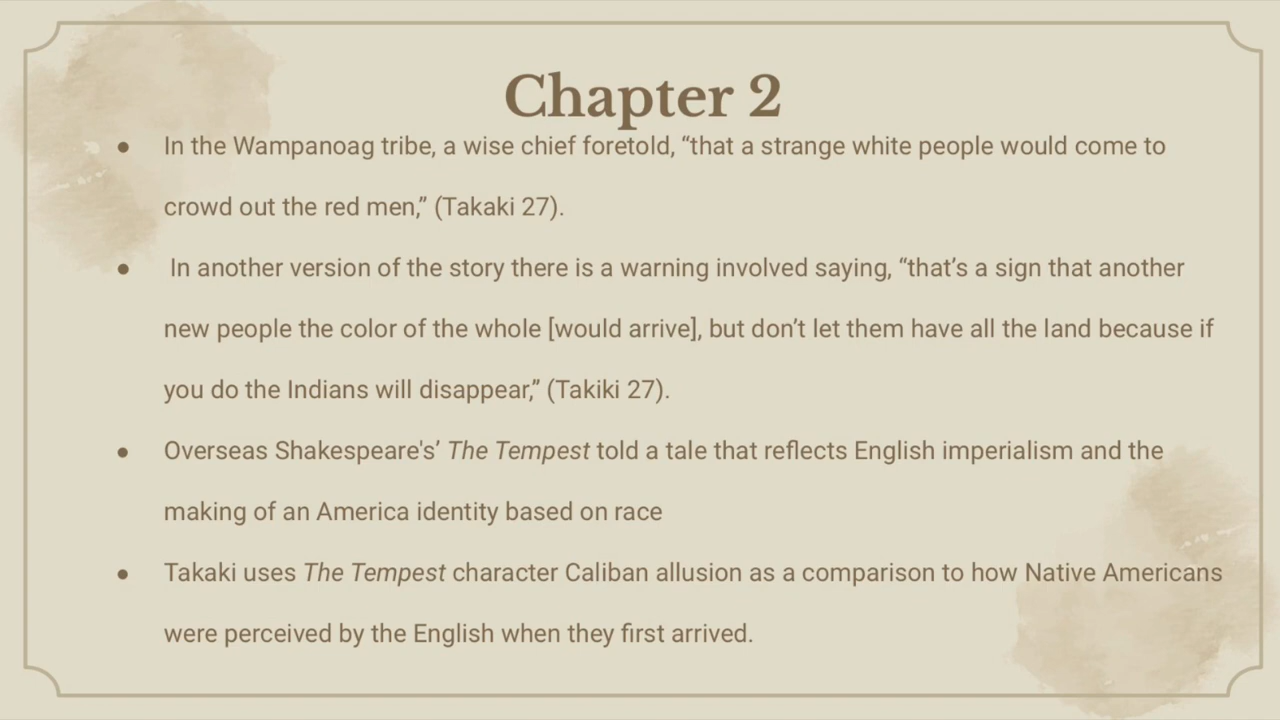 Chapter 2
● In the Wampanoag tribe, a wise chief foretold, “that a strange white people would come to
crowd out the red men,” (Takaki 27).
● In another version of the story there is a warning involved saying, “that’s a sign that another
new people the color of the whole [would arrive], but don’t let them have all the land because if
you do the Indians will disappear,” (Takiki 27).
● Overseas Shakespeare's’ The Tempest told a tale that reflects English imperialism and the
making of an America identity based on race
● Takaki uses The Tempest character Caliban allusion as a comparison to how Native Americans
were perceived by the English when they first arrived.